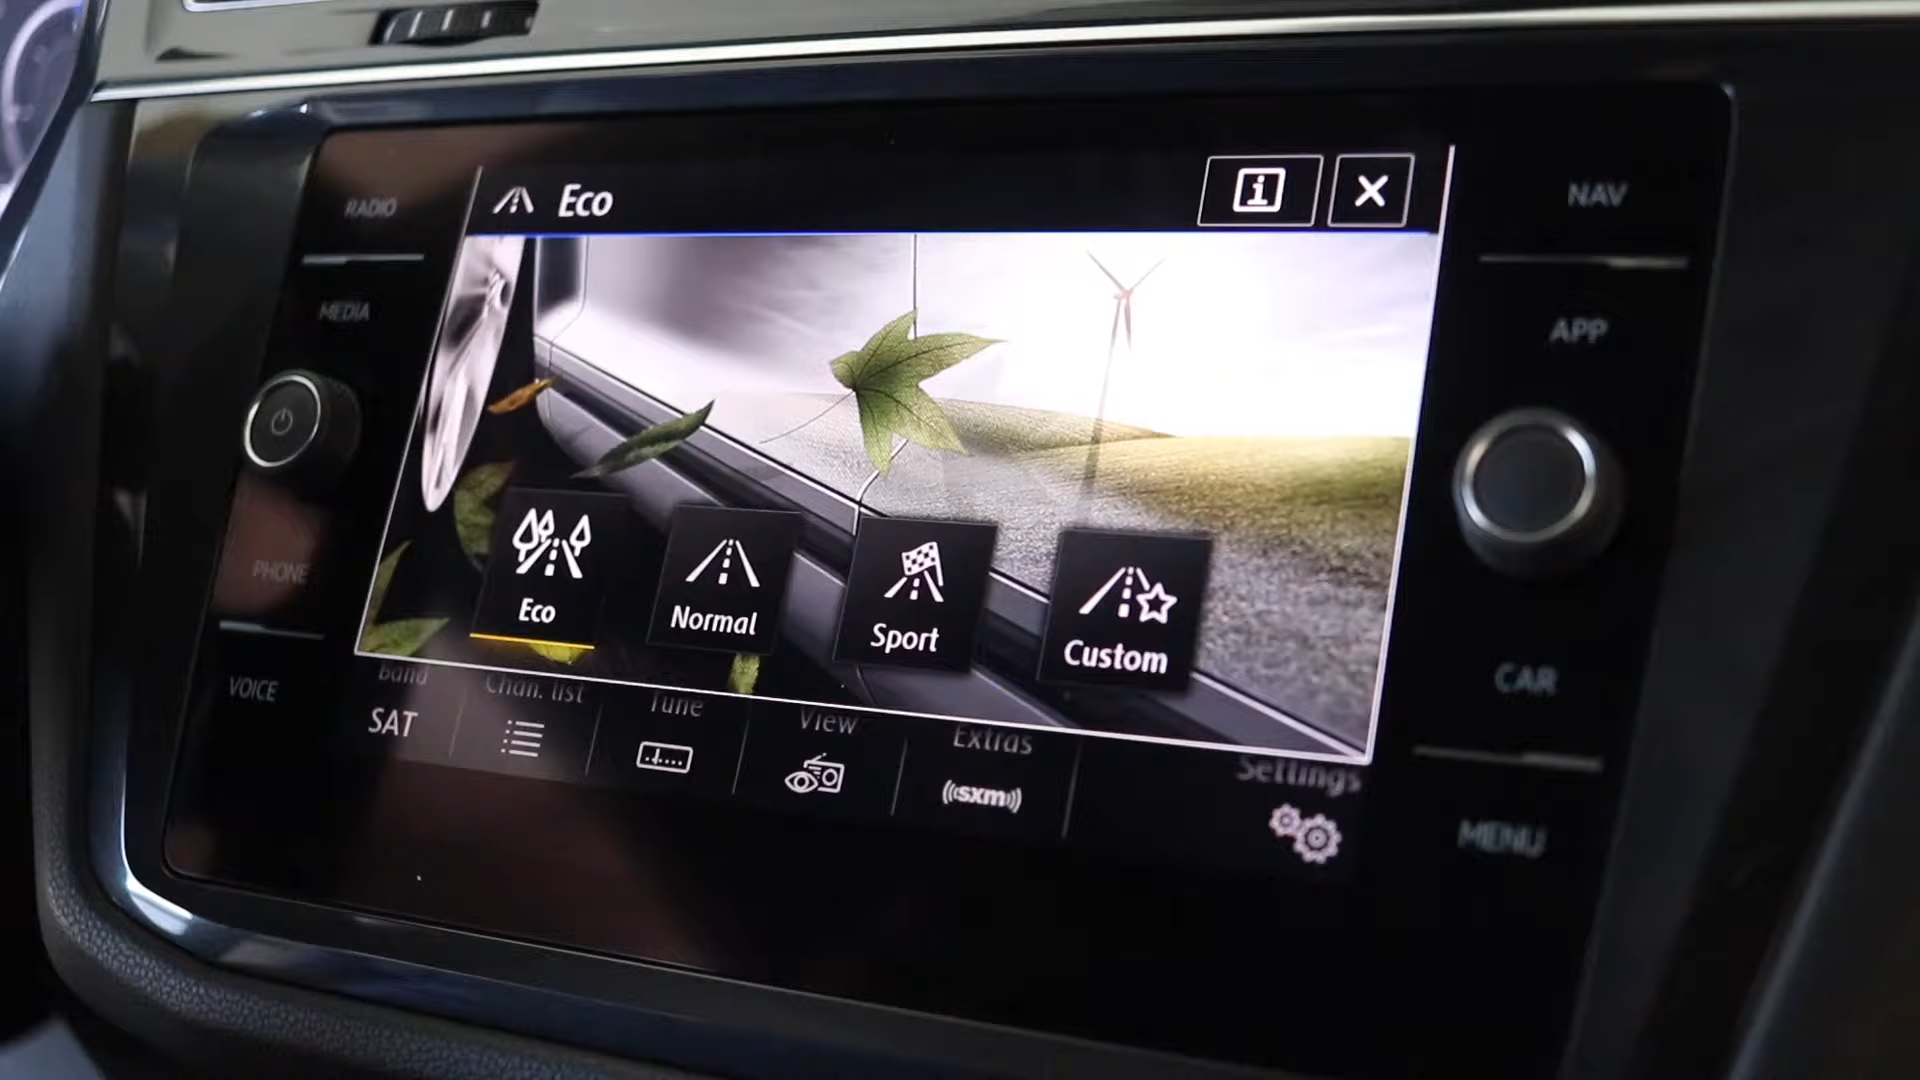 RADIO
MEDIA
PHONE
VOICE
Eco
Eco
Normal
Sport
Custom
Band
SAT
Chan. list
Tune
View
Extras
((sxm))
Settings
NAV
APP
CAR
MENU